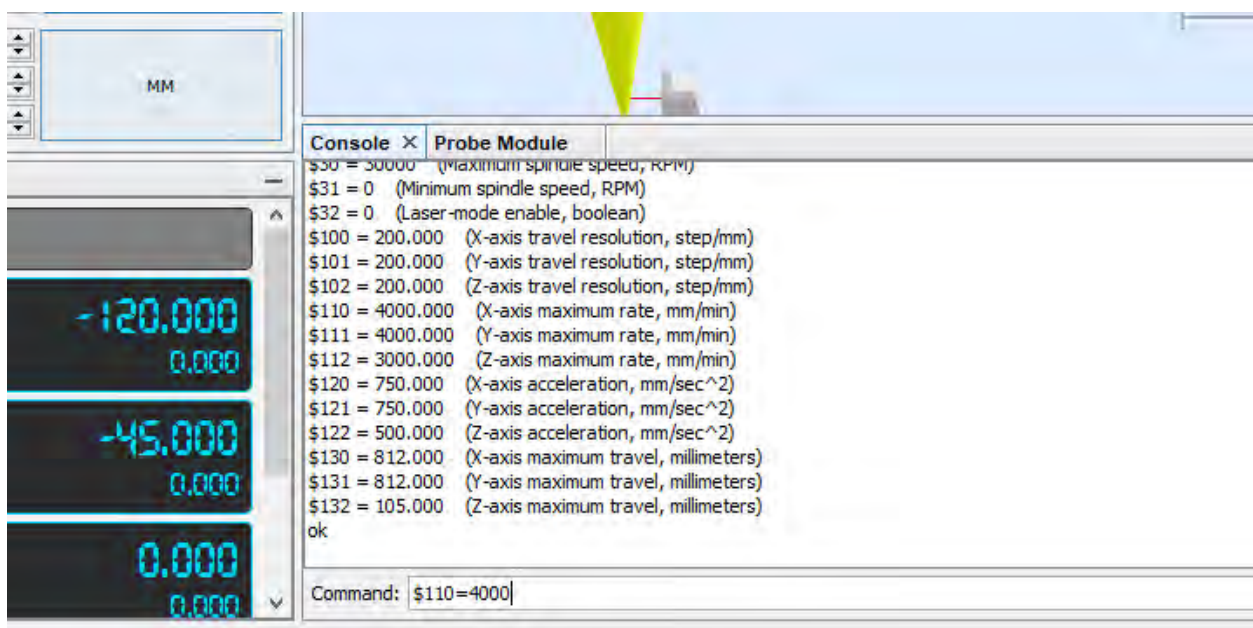 MM
Console × Probe Module
$30 = 30000 (Maximum spindle speed, RPM)
$31 = 0 (Minimum spindle speed, RPM)
$32 = 0 (Laser-mode enable, boolean)
$100 = 200.000 (X-axis travel resolution, step/mm)
$101 = 200.000 (Y-axis travel resolution, step/mm)
$102 = 200.000 (Z-axis travel resolution, step/mm)
$110 = 4000.000 (X-axis maximum rate, mm/min)
$111 = 4000.000 (Y-axis maximum rate, mm/min)
$112 = 3000.000 (Z-axis maximum rate, mm/min)
$120 = 750.000 (X-axis acceleration, mm/sec^2)
$121 = 750.000 (Y-axis acceleration, mm/sec^2)
$122 = 500.000 (Z-axis acceleration, mm/sec^2)
$130 = 812.000 (X-axis maximum travel, millimeters)
$131 = 812.000 (Y-axis maximum travel, millimeters)
$132 = 105.000 (Z-axis maximum travel, millimeters)
ok
Command: $110=4000
-120.000
0.000
-45.000
0.000
0.000
0.000